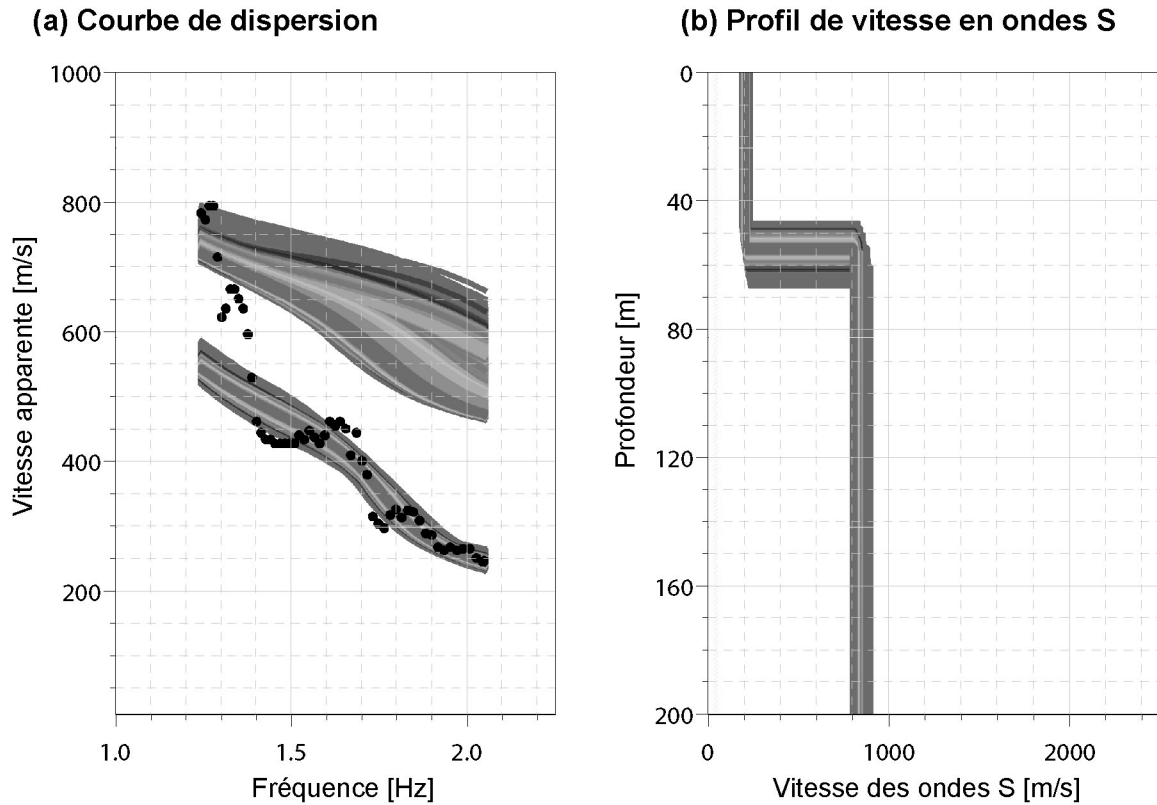 (a) Courbe de dispersion
1000
800
600
400
200
Vitesse apparente [m/s]
1.0
1.5
2.0
Fréquence [Hz]
(b) Profil de vitesse en ondes S
0
40
80
120
160
200
Profondeur [m]
0
1000
2000
Vitesse des ondes S [m/s]